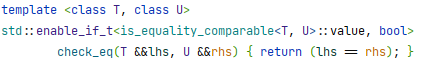 template <class T, class U>
std::enable_if_t<is_equality_comparable<T, U>::value, bool>
check_eq(T &&lhs, U &&rhs) { return (lhs == rhs); }